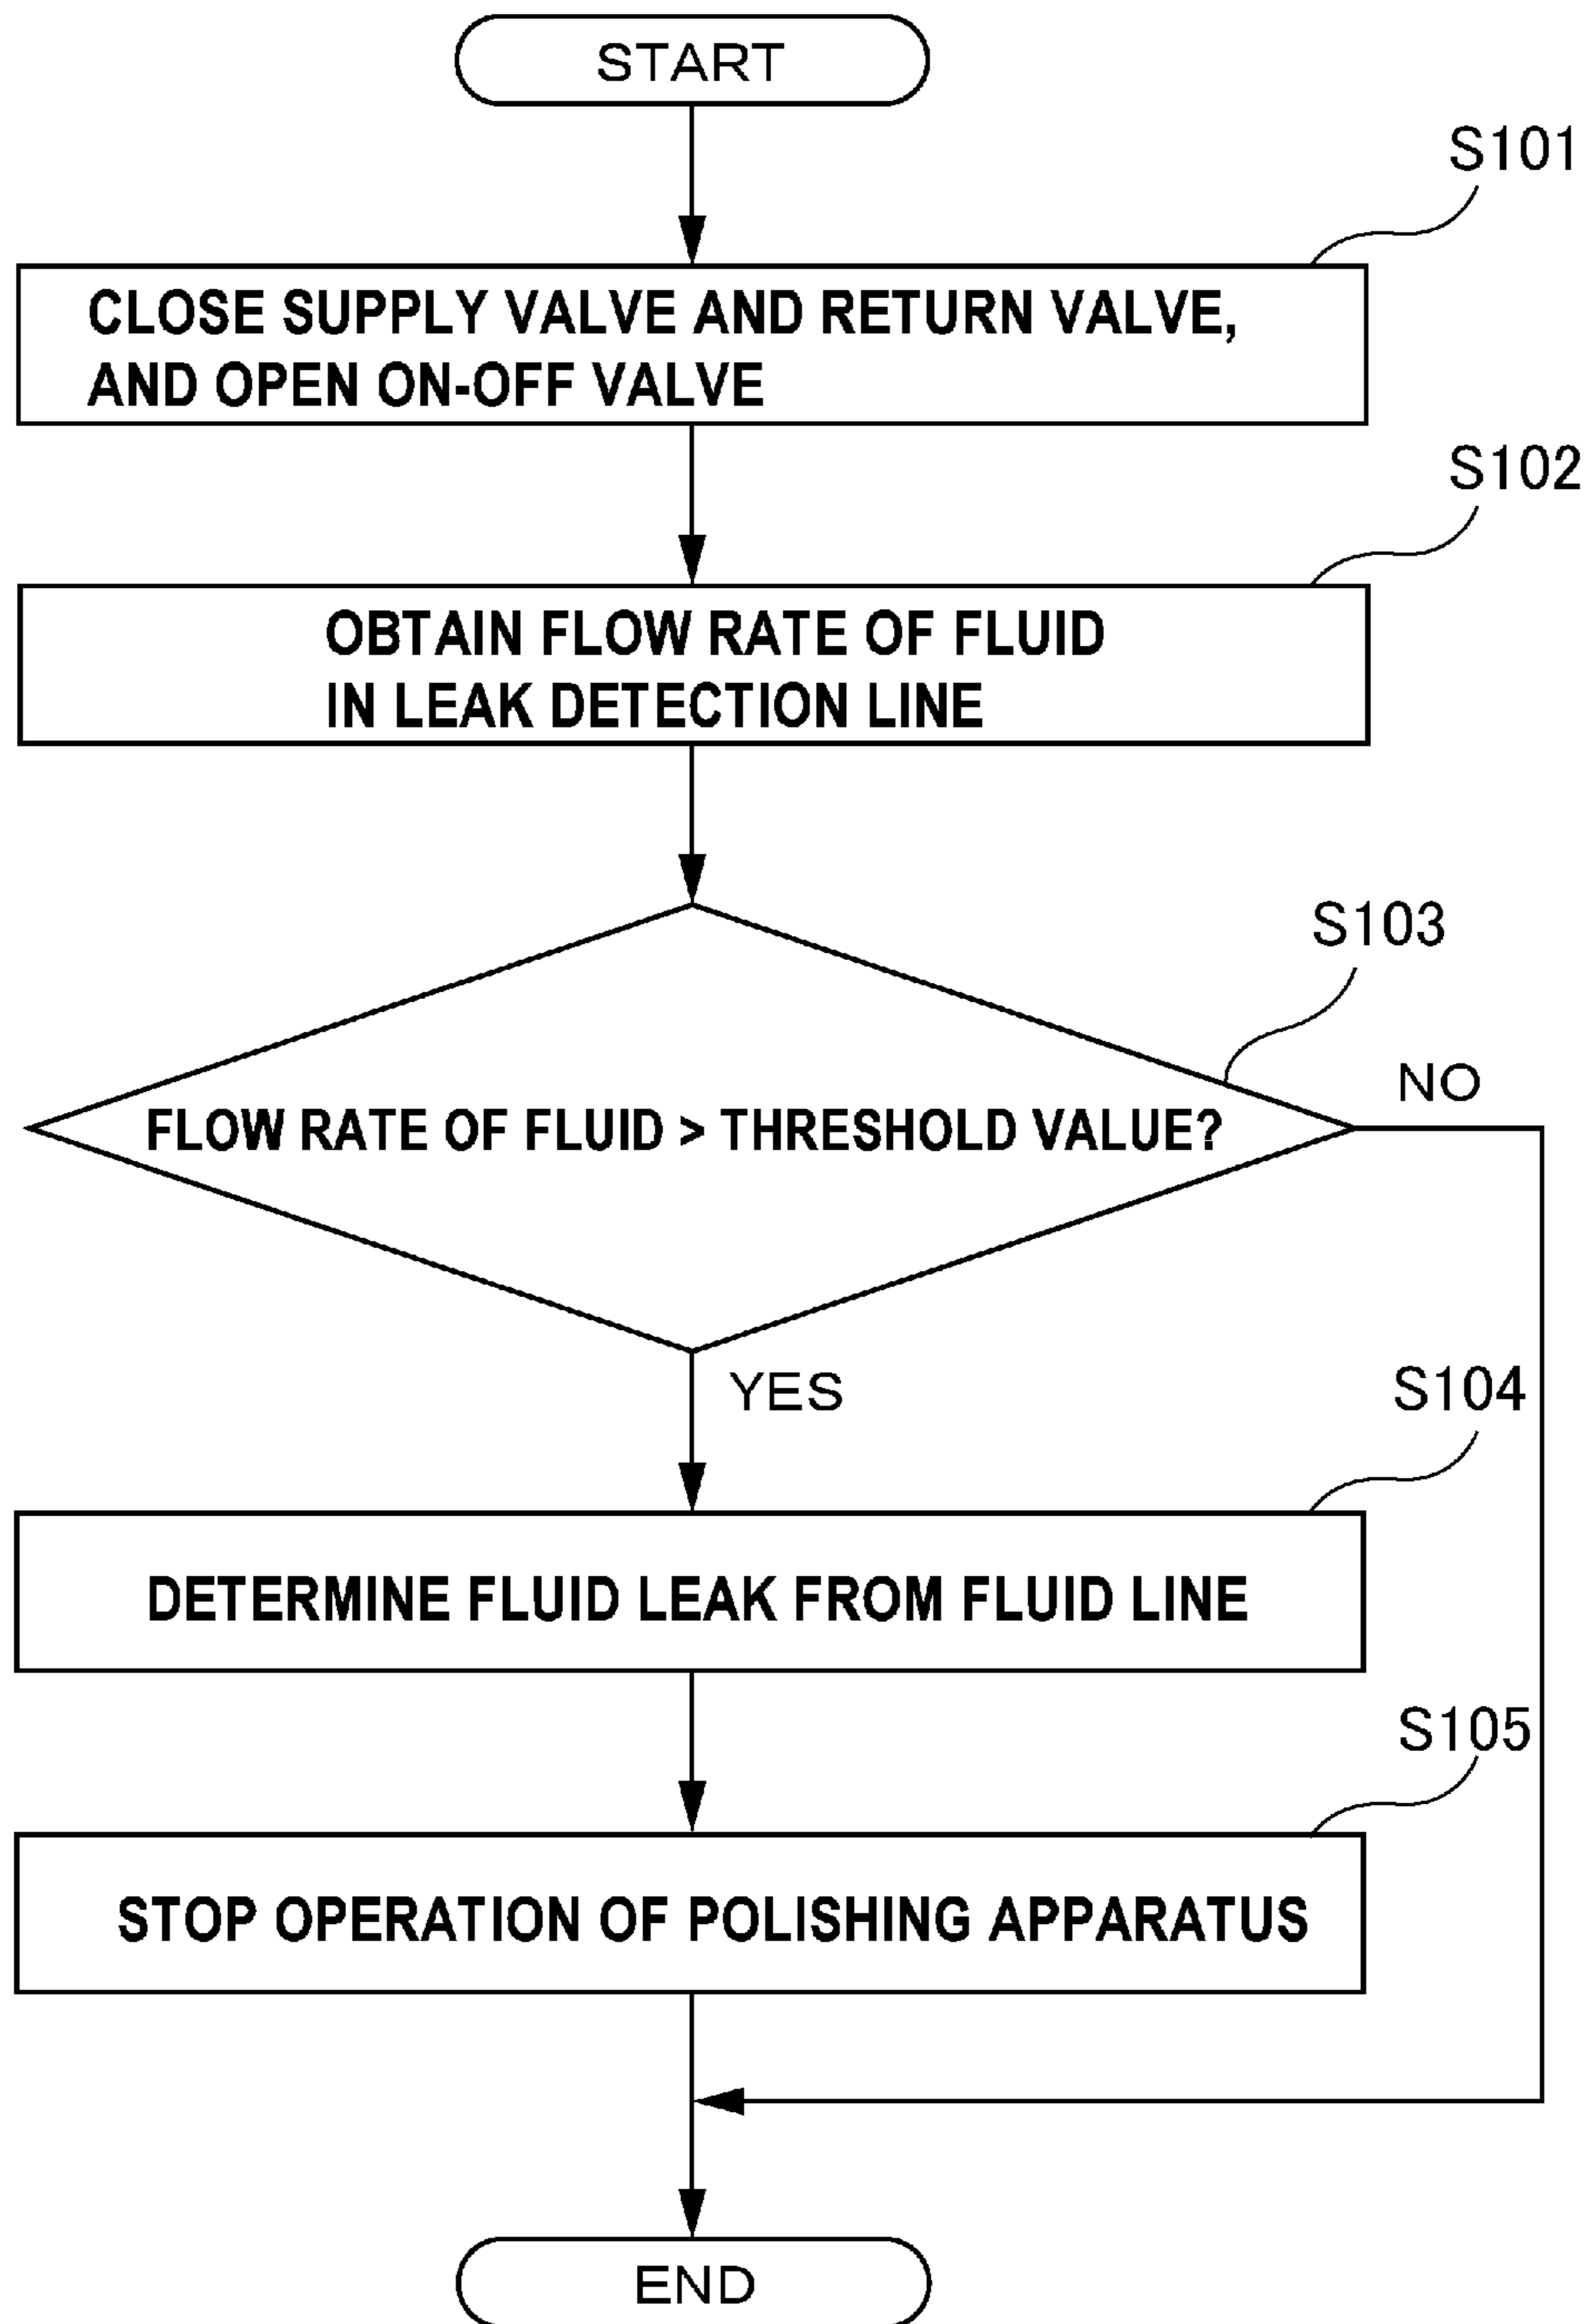 START
S101
CLOSE SUPPLY VALVE AND RETURN VALVE,
AND OPEN ON-OFF VALVE
S102
OBTAIN FLOW RATE OF FLUID
IN LEAK DETECTION LINE
S103
FLOW RATE OF FLUID > THRESHOLD VALUE?
NO
YES
S104
DETERMINE FLUID LEAK FROM FLUID LINE
S105
STOP OPERATION OF POLISHING APPARATUS
END